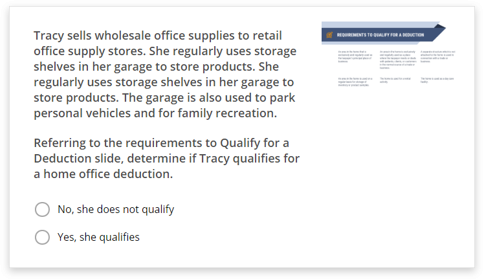 Tracy sells wholesale office supplies to retail
office supply stores. She regularly uses storage
shelves in her garage to store products. She
regularly uses storage shelves in her garage to
store products. The garage is also used to park
personal vehicles and for family recreation.
Referring to the requirements to Qualify for a
Deduction slide, determine if Tracy qualifies for
a home office deduction.
No, she does not qualify
Yes, she qualifies
REQUIREMENTS TO QUALIFY FOR A DEDUCTION